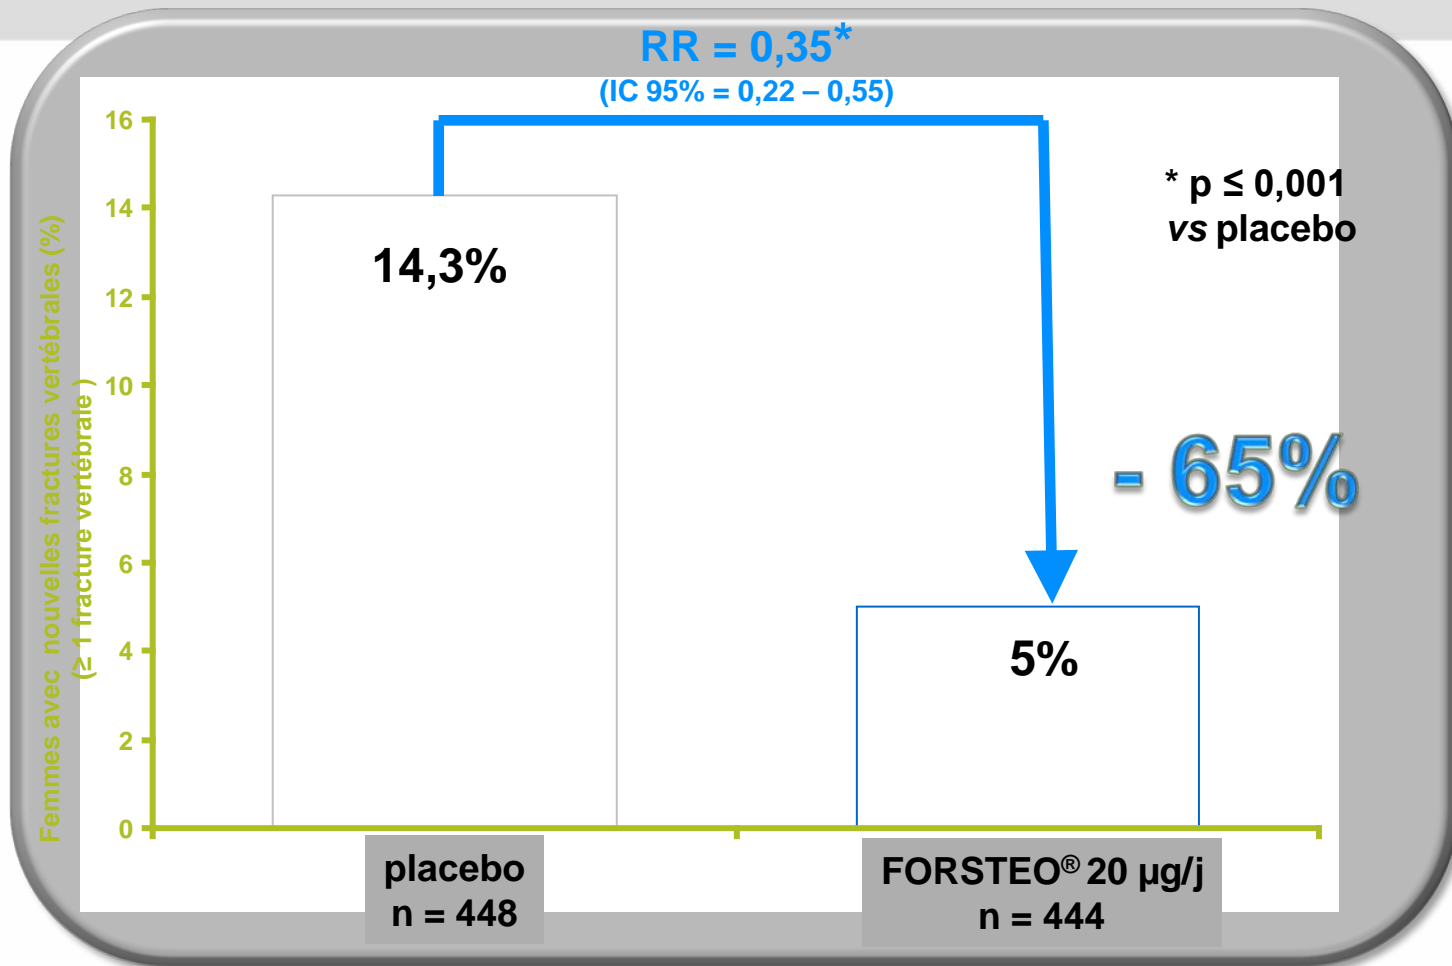 RR = 0,35*
(IC 95% = 0,22 – 0,55)
* p ≤ 0,001
vs placebo
Femmes avec nouvelles fractures vertébrales (%)
(≥ 1 fracture vertébrale )
16
14
12
10
8
6
4
2
0
14,3%
- 65%
5%
placebo
n = 448
FORSTEO® 20 µg/j
n = 444